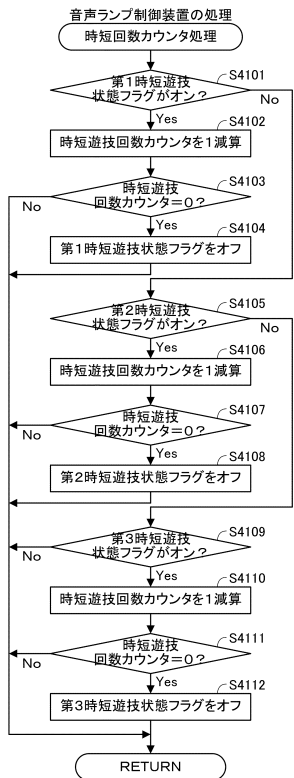 音声ランプ制御装置の処理
時短回数カウンタ処理
S4101
第1時短遊技
状態フラグがオン?
No
Yes
S4102
時短遊技回数カウンタを1減算
S4103
時短遊技
回数カウンタ=0?
No
Yes
S4104
第1時短遊技状態フラグをオフ
S4105
第2時短遊技
状態フラグがオン?
No
Yes
S4106
時短遊技回数カウンタを1減算
S4107
時短遊技
回数カウンタ=0?
No
Yes
S4108
第2時短遊技状態フラグをオフ
S4109
第3時短遊技
状態フラグがオン?
No
Yes
S4110
時短遊技回数カウンタを1減算
S4111
時短遊技
回数カウンタ=0?
No
Yes
S4112
第3時短遊技状態フラグをオフ
RETURN